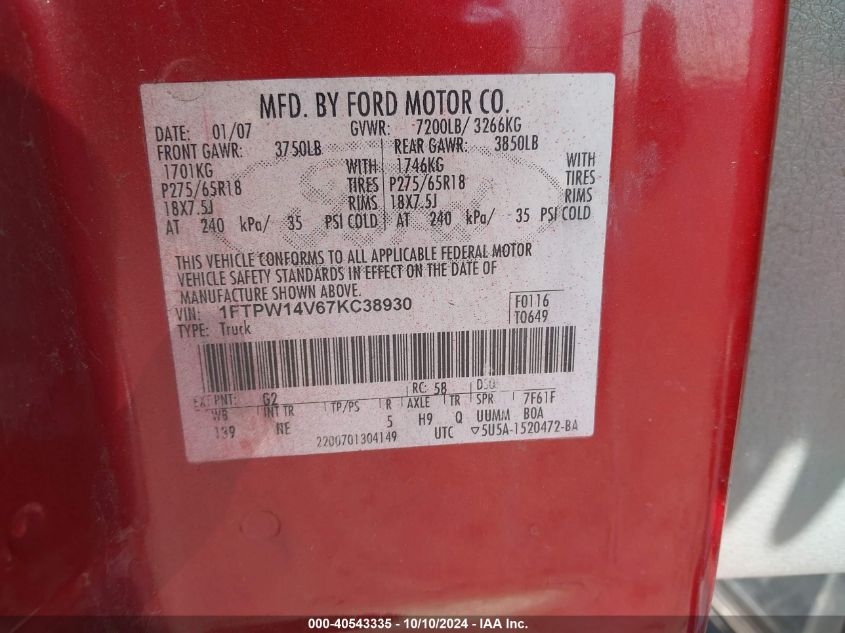 MFD. BY FORD MOTOR CO.
DATE: 01/07 GVWR: 7200LB/ 3266KG
FRONT GAWR: 3750LB REAR GAWR: 3850LB
1701KG WITH 1746KG WITH
P275/65R18 TIRES P275/65R18 TIRES
18X7.5J RIMS 18X7.5J RIMS
AT 240 kPa/ 35 PSI COLD AT 240 kPa/ 35 PSI COLD
THIS VEHICLE CONFORMS TO ALL APPLICABLE FEDERAL MOTOR
VEHICLE SAFETY STANDARDS IN EFFECT ON THE DATE OF
MANUFACTURE SHOWN ABOVE.
VIN: 1FTPW14V67KC38930 F0116
TYPE: Truck T0649
EXT PNT: G2 RC: 58 DSO:
WB INT TR TP/PS R AXLE TR SPR 7F61F
139 NE 5 H9 Q UUMM BOA
2200701304149 UTC ▽5U5A-1520472-BA
000-40543335 - 10/10/2024 - IAA Inc.